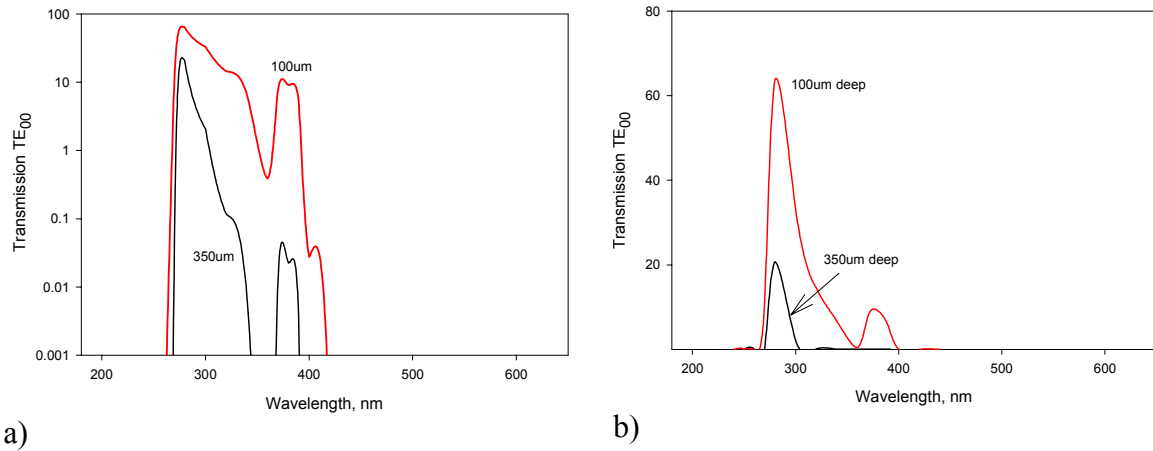 100
10
1
0.1
0.01
0.001
Transmission TE₀₀
100um
350um
200
300
400
500
600
Wavelength, nm
a)
80
60
40
20
Transmission TE₀₀
100um deep
350um deep
200
300
400
500
600
Wavelength, nm
b)